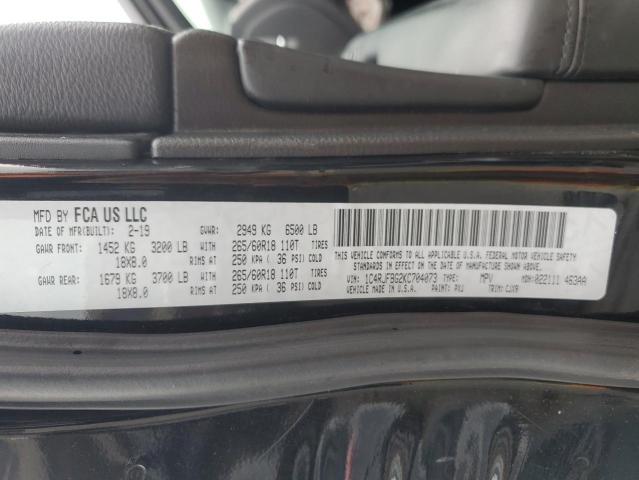 MFD BY FCA US LLC
DATE OF MFR(BUILT): 2-19 GVWR: 2949 KG 6500 LB
GAWR FRONT: 1452 KG 3200 LB WITH 265/60R18 110T TIRES
18X8.0 RIMS AT 250 KPA ( 36 PSI) COLD
GAWR REAR: 1679 KG 3700 LB WITH 265/60R18 110T TIRES
18X8.0 RIMS AT 250 KPA ( 36 PSI) COLD
THIS VEHICLE CONFORMS TO ALL APPLICABLE U.S.A. FEDERAL MOTOR VEHICLE SAFETY
STANDARDS IN EFFECT ON THE DATE OF MANUFACTURE SHOWN ABOVE.
VIN: 1C4RJFBG2KC704073 TYPE: MPV MDH: 022111 463AA
VEHICLE MADE IN U.S.A. PAINT: PXJ TRIM: CJX9